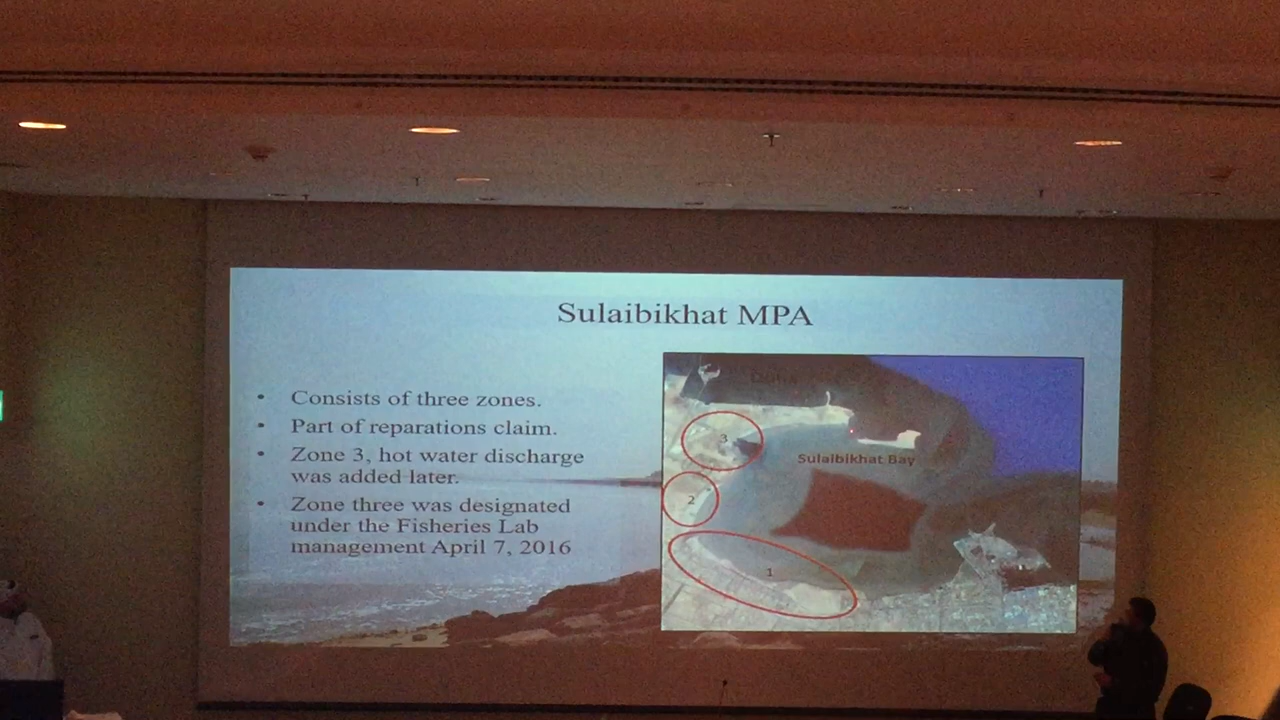 Sulaibikhat MPA
• Consists of three zones.
• Part of reparations claim.
• Zone 3, hot water discharge
was added later.
• Zone three was designated
under the Fisheries Lab
management April 7, 2016
Doha
3
Sulaibikhat Bay
2
1